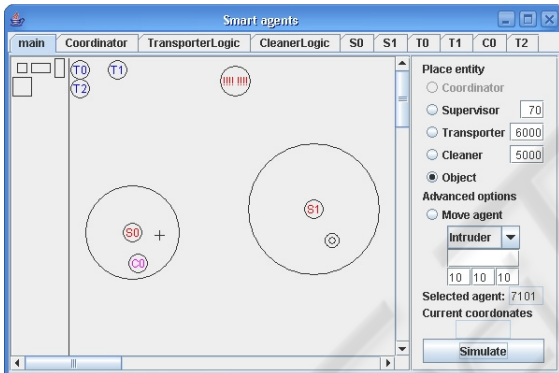 Smart agents
main Coordinator TransporterLogic CleanerLogic S0 S1 T0 T1 C0 T2
T0 T1
T2
!!!! !!!!
S1
S0
C0
Place entity
Coordinator
Supervisor 70
Transporter 6000
Cleaner 5000
Object
Advanced options
Move agent
Intruder
10 10 10
Selected agent: 7101
Current coordonates
Simulate